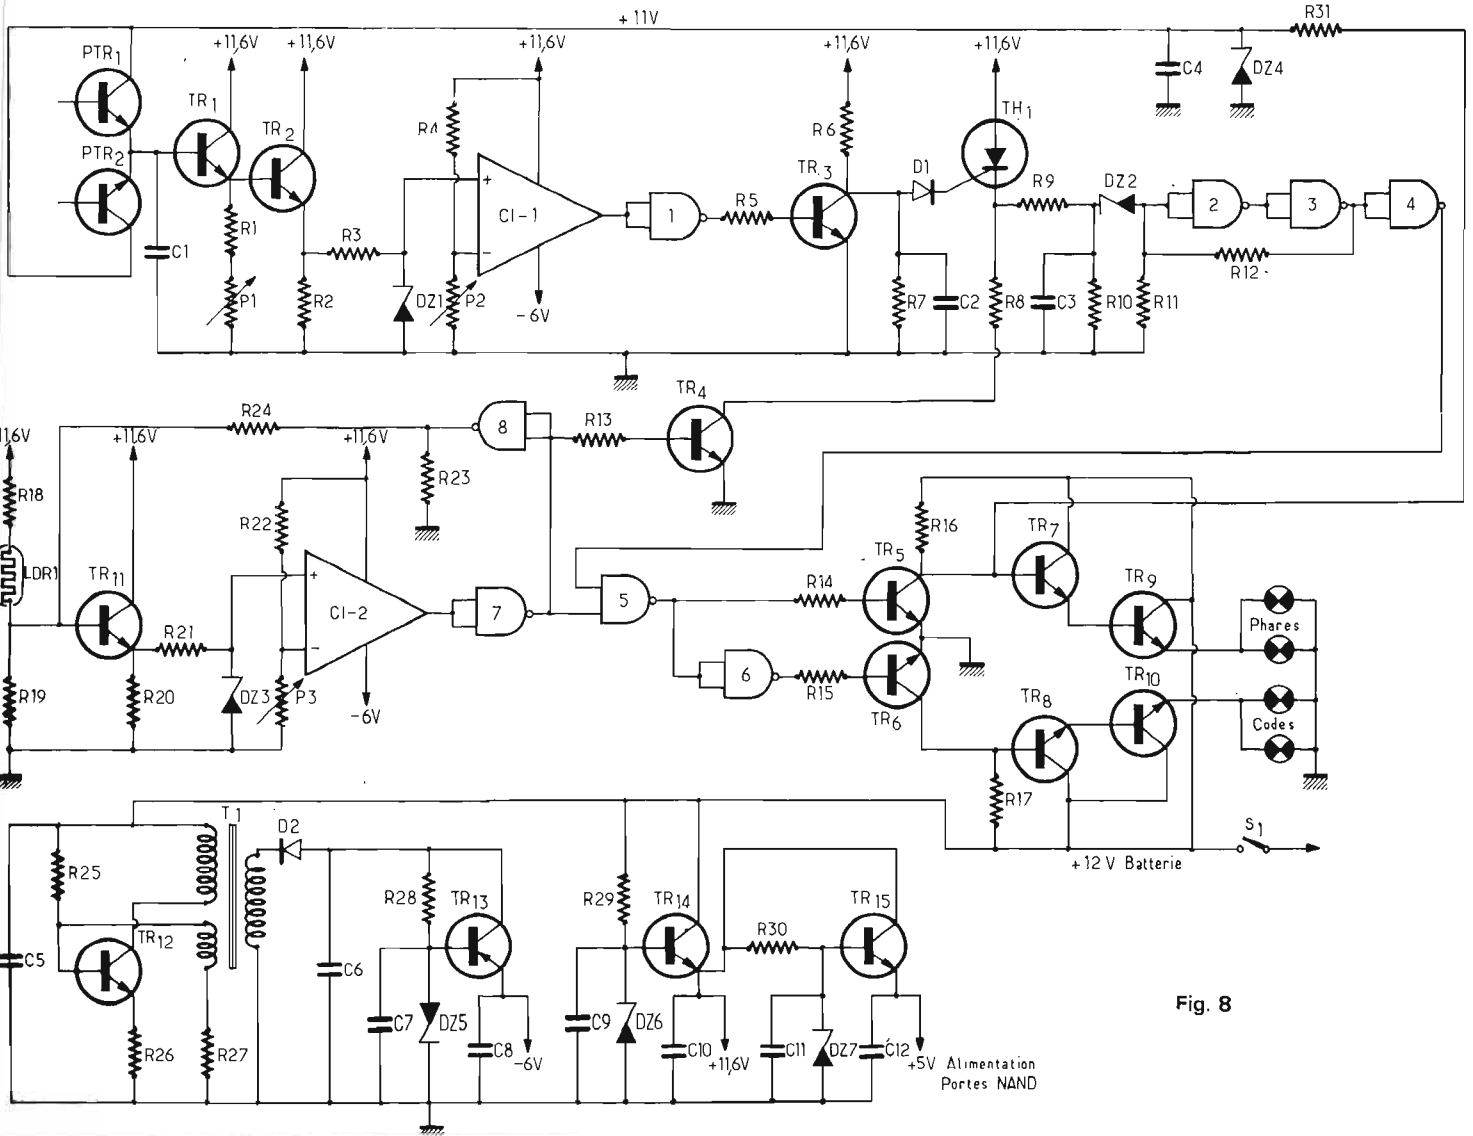 + 11V
R31
PTR1
+11,6V
+11,6V
+11,6V
+11,6V
+11,6V
C4
DZ4
TR1
TR2
R4
R6
TH1
PTR2
TR3
D1
R9
DZ2
CI-1
+
1
R5
2
3
4
R1
R3
-
C1
P1
R2
DZ1
P2
-6V
R7
C2
R8
C3
R10
R11
R12
TR4
R24
8
R13
11,6V
+11,6V
+11,6V
R23
R18
R22
R16
TR7
TR5
LDR1
TR11
+
CI-2
7
5
R14
TR9
Phares
R21
-
6
R15
TR10
R19
R20
DZ3
P3
-6V
TR6
TR8
Codes
R17
T1
D2
S1
+12 V Batterie
R25
R28
TR13
R29
TR14
TR15
TR12
R30
C5
C6
C7
DZ5
C9
DZ6
R26
R27
C8
-6V
C10
+11,6V
C11
DZ7
C12
+5V Alimentation
Portes NAND
Fig. 8